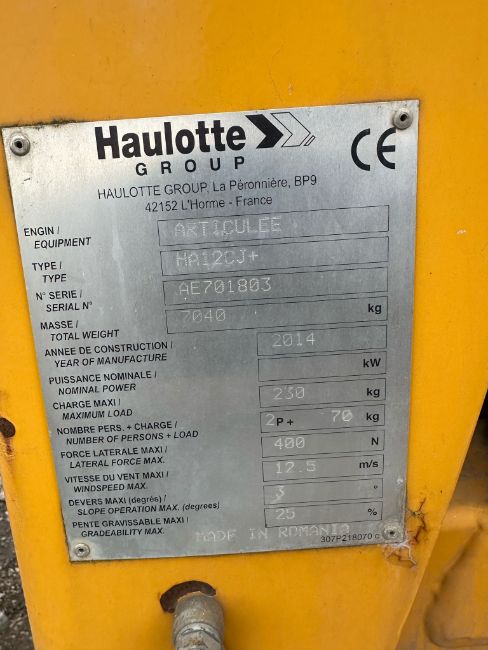 Haulotte
GROUP
CE
HAULOTTE GROUP, La Péronnière, BP9
42152 L'Horme - France
ENGIN / EQUIPMENT ARTICULEE
TYPE / TYPE HA12CJ+
N° SERIE / SERIAL N° AE701803
MASSE / TOTAL WEIGHT 7040 kg
ANNEE DE CONSTRUCTION / YEAR OF MANUFACTURE 2014
PUISSANCE NOMINALE / NOMINAL POWER kW
CHARGE MAXI / MAXIMUM LOAD 230 kg
NOMBRE PERS. + CHARGE / NUMBER OF PERSONS + LOAD 2P+ 70 kg
FORCE LATERALE MAXI / LATERAL FORCE MAX. 400 N
VITESSE DU VENT MAXI / WINDSPEED MAX. 12.5 m/s
DEVERS MAXI (degrés) / SLOPE OPERATION MAX. (degrees) 3 °
PENTE GRAVISSABLE MAXI / GRADEABILITY MAX. 25 %
MADE IN ROMANIA
307P218070 c